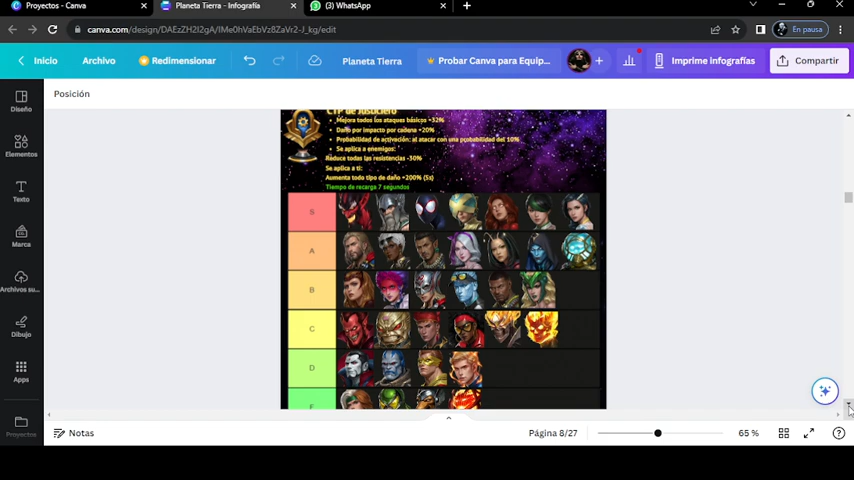 Proyectos - Canva
Planeta Tierra - Infografía
(3) WhatsApp
canva.com/design/DAEzZH2I2gA/IMe0hVaEbVz8ZaVr2-J_kg/edit
En pausa
Inicio
Archivo
Redimensionar
Planeta Tierra
Probar Canva para Equip...
Imprime infografías
Compartir
Posición
Diseño
Elementos
Texto
Marca
Archivos su...
Dibujo
Apps
Proyectos
CTP de Justiciero
Mejora todos los ataques básicos +32%
Daño por impacto por cadena +20%
Probabilidad de activación: al atacar con una probabilidad del 10%
Se aplica a enemigos:
Reduce todas las resistencias -30%
Se aplica a ti:
Aumenta todo tipo de daño +200% (5s)
Tiempo de recarga 7 segundos
S
A
B
C
D
F
Notas
Página 8/27
65 %